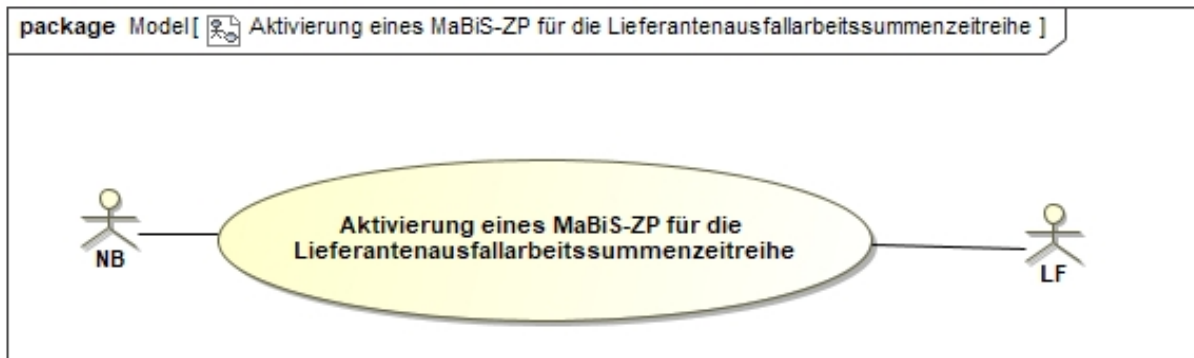 package Model[ Aktivierung eines MaBiS-ZP für die Lieferantenausfallarbeitssummenzeitreihe ]
Aktivierung eines MaBiS-ZP für die
Lieferantenausfallarbeitssummenzeitreihe
NB
LF